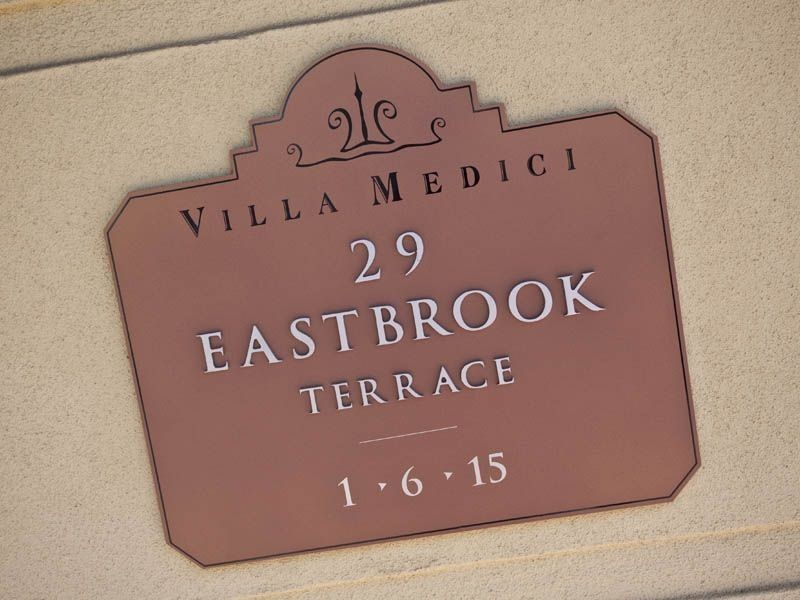 VILLA MEDICI
29
EASTBROOK
TERRACE
1 ▸ 6 ▸ 15